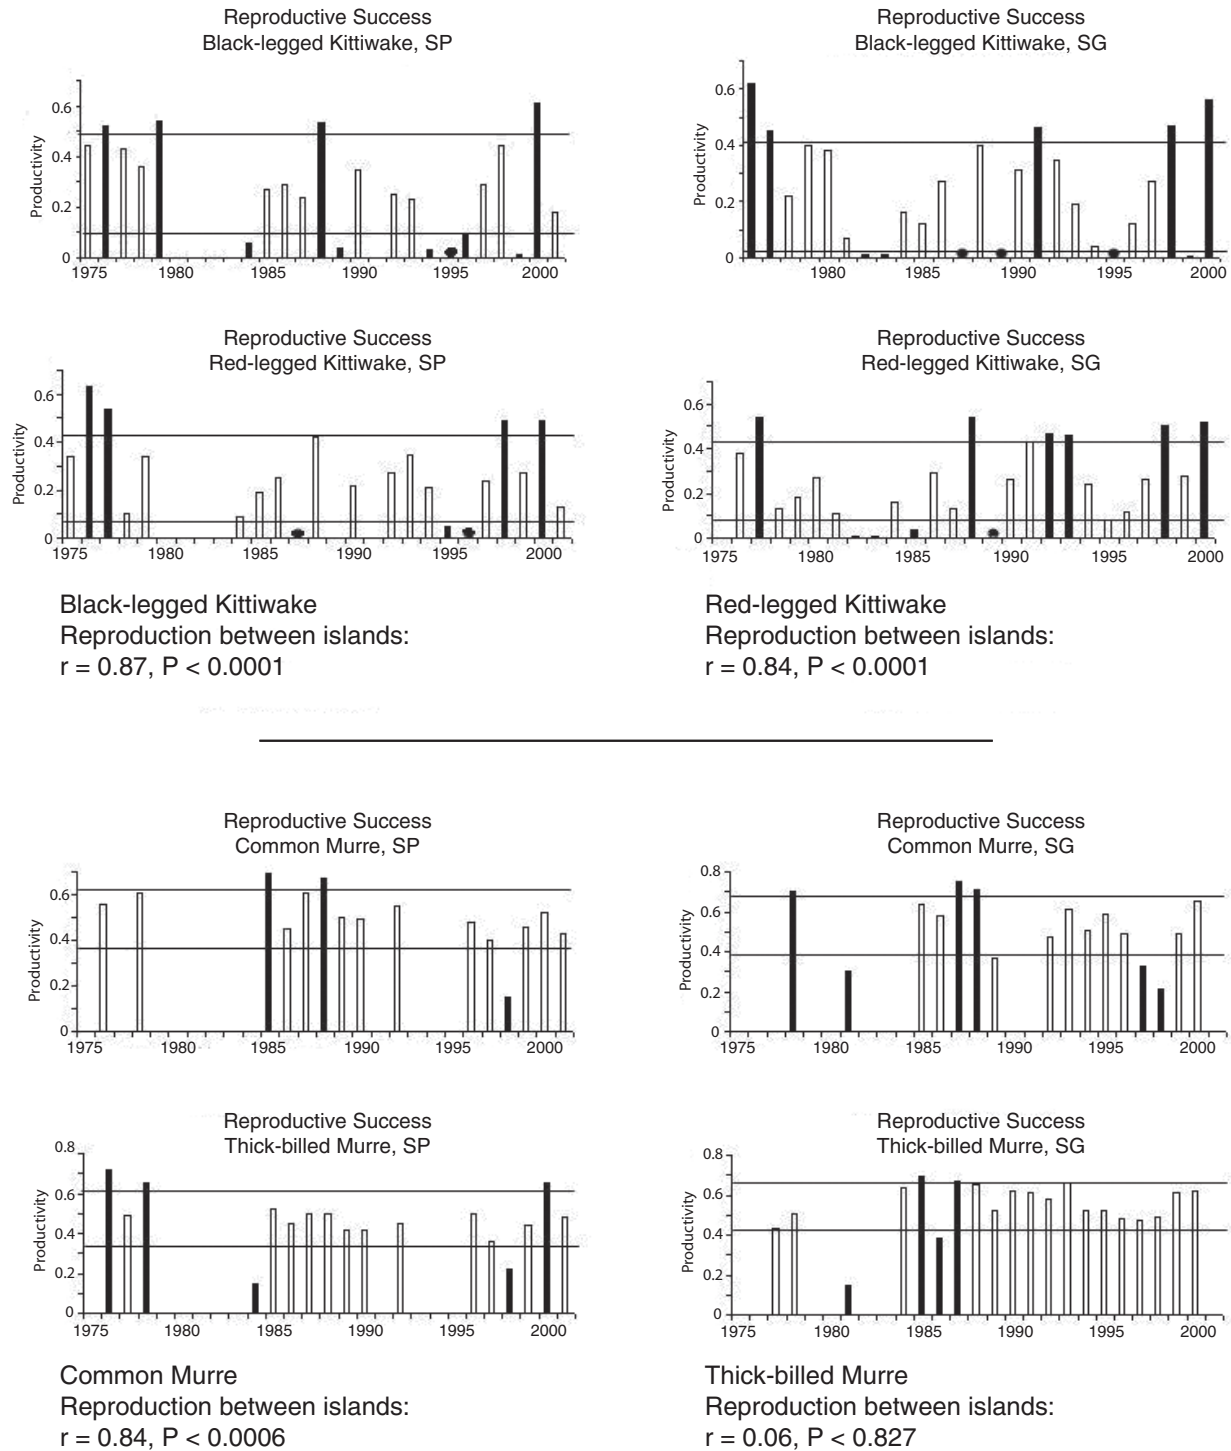 Reproductive Success
Black-legged Kittiwake, SP
Productivity
0.6
0.4
0.2
0
1975 1980 1985 1990 1995 2000
Reproductive Success
Black-legged Kittiwake, SG
Productivity
0.6
0.4
0.2
0
1980 1985 1990 1995 2000
Reproductive Success
Red-legged Kittiwake, SP
Productivity
0.6
0.4
0.2
0
1975 1980 1985 1990 1995 2000
Reproductive Success
Red-legged Kittiwake, SG
Productivity
0.6
0.4
0.2
0
1975 1980 1985 1990 1995 2000
Black-legged Kittiwake
Reproduction between islands:
r = 0.87, P < 0.0001
Red-legged Kittiwake
Reproduction between islands:
r = 0.84, P < 0.0001
Reproductive Success
Common Murre, SP
Productivity
0.6
0.4
0.2
0
1975 1980 1985 1990 1995 2000
Reproductive Success
Common Murre, SG
Productivity
0.8
0.6
0.4
0.2
0
1975 1980 1985 1990 1995 2000
Reproductive Success
Thick-billed Murre, SP
Productivity
0.8
0.6
0.4
0.2
0
1975 1980 1985 1990 1995 2000
Reproductive Success
Thick-billed Murre, SG
Productivity
0.8
0.6
0.4
0.2
0
1975 1980 1985 1990 1995 2000
Common Murre
Reproduction between islands:
r = 0.84, P < 0.0006
Thick-billed Murre
Reproduction between islands:
r = 0.06, P < 0.827